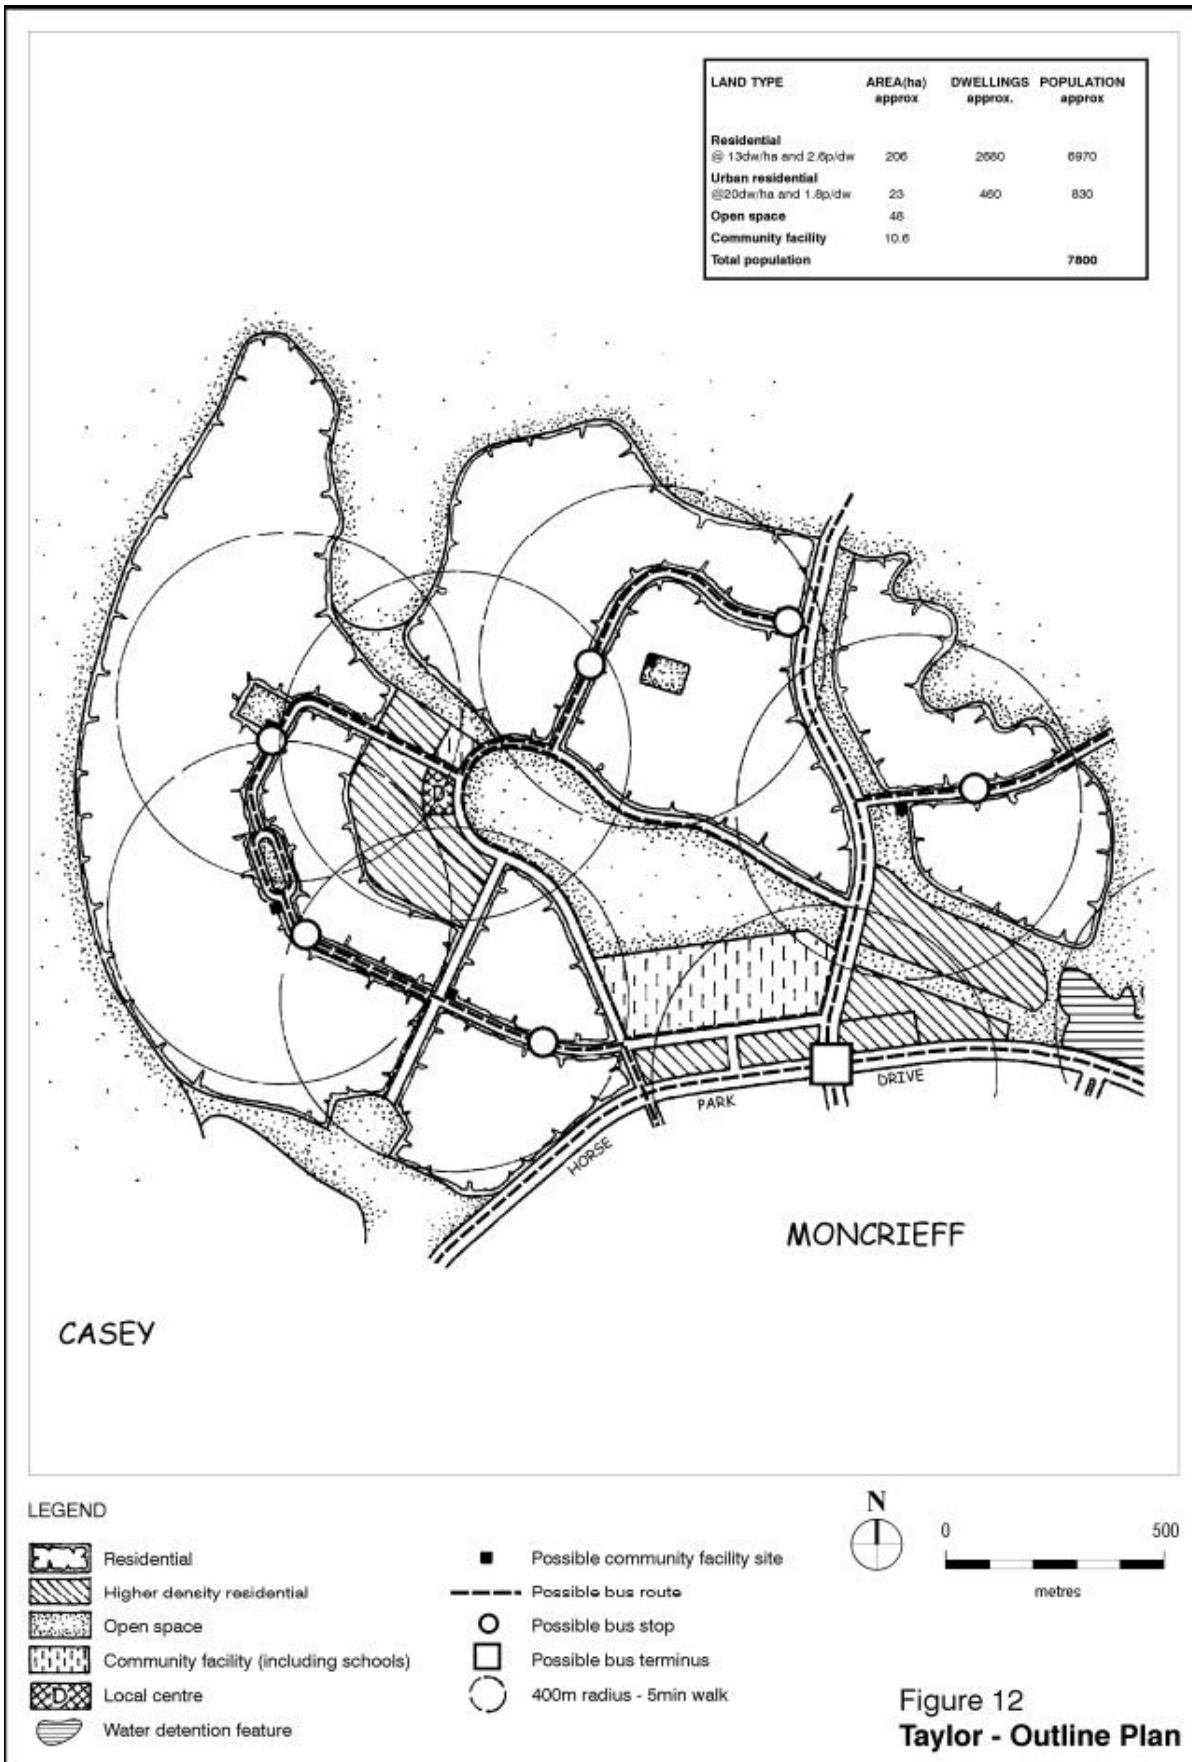 LAND TYPE AREA(ha) DWELLINGS POPULATION
approx approx. approx
Residential
@ 13dw/ha and 2.6p/dw 206 2680 6970
Urban residential
@20dw/ha and 1.8p/dw 23 460 830
Open space 48
Community facility 10.6
Total population 7800
D
HORSE
PARK
DRIVE
MONCRIEFF
CASEY
LEGEND
Residential
Higher density residential
Open space
Community facility (including schools)
D
Local centre
Water detention feature
Possible community facility site
Possible bus route
Possible bus stop
Possible bus terminus
400m radius - 5min walk
N
0 500
metres
Figure 12
Taylor - Outline Plan